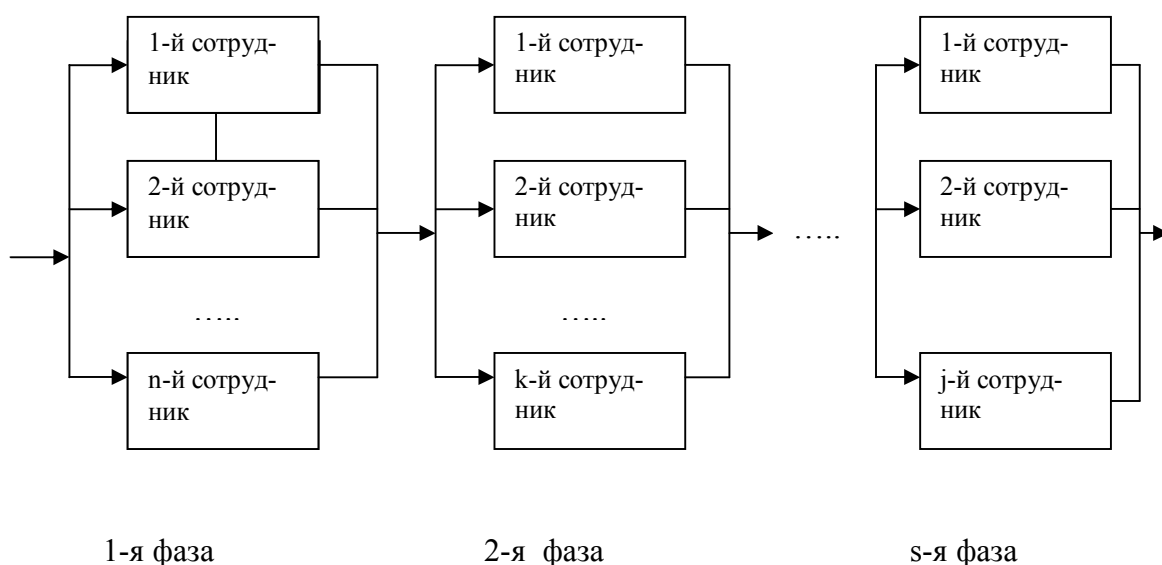 1-й сотруд-
ник
1-й сотруд-
ник
1-й сотруд-
ник
2-й сотруд-
ник
2-й сотруд-
ник
2-й сотруд-
ник
…..
…..
…..
n-й сотруд-
ник
k-й сотруд-
ник
j-й сотруд-
ник
1-я фаза
2-я фаза
s-я фаза